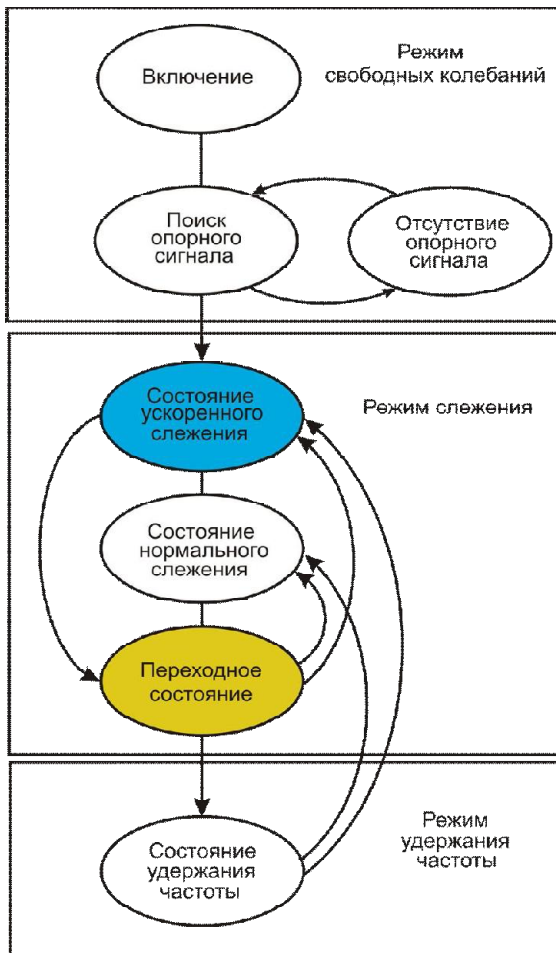 Включение
Режим
свободных колебаний
Поиск
опорного
сигнала
Отсутствие
опорного
сигнала
Состояние
ускоренного
слежения
Режим слежения
Состояние
нормального
слежения
Переходное
состояние
Состояние
удержания
частоты
Режим
удержания
частоты